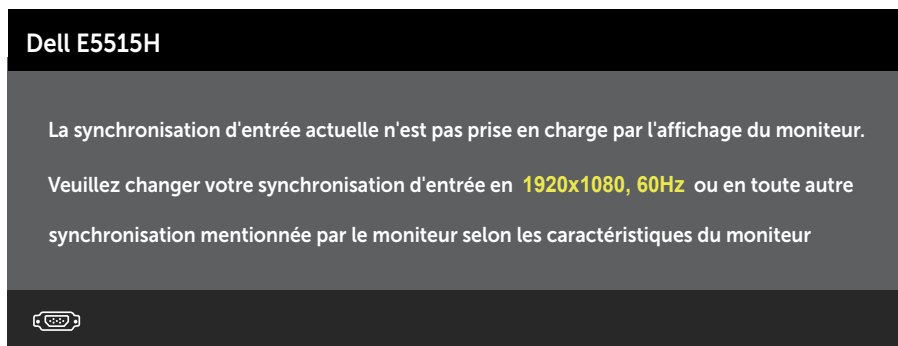 Dell E5515H
La synchronisation d'entrée actuelle n'est pas prise en charge par l'affichage du moniteur.
Veuillez changer votre synchronisation d'entrée en 1920x1080, 60Hz ou en toute autre
synchronisation mentionnée par le moniteur selon les caractéristiques du moniteur